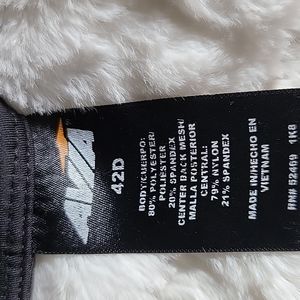 AVIA
42D
BODY/CUERPO:
80% POLYESTER/
POLIESTER
20% SPANDEX
CENTER BACK MESH/
MALLA POSTERIOR
CENTRAL:
79% NYLON
21% SPANDEX
MADE IN/HECHO EN
VIETNAM
RN# 52469 1K8